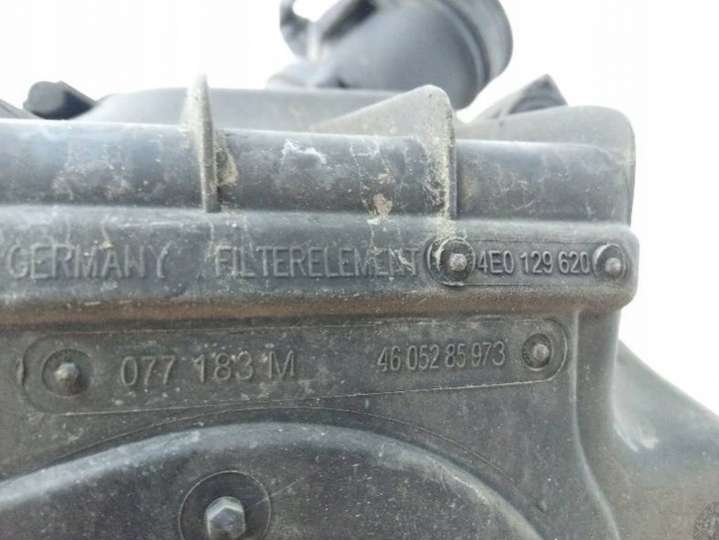 GERMANY FILTERELEMENT 4E0 129 620
077 183 M 46 052 85 973